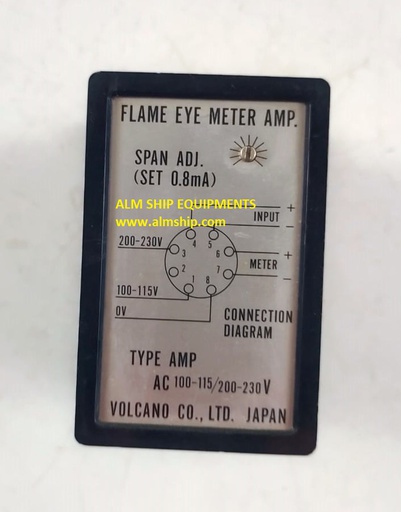 FLAME EYE METER AMP.
SPAN ADJ.
(SET 0.8mA)
ALM SHIP EQUIPMENTS
www.almship.com
+
INPUT
-
200-230V
4 5
3 6
+
METER
2 7
-
1 8
100-115V
0V
CONNECTION
DIAGRAM
TYPE AMP
AC 100-115/200-230V
VOLCANO CO., LTD. JAPAN